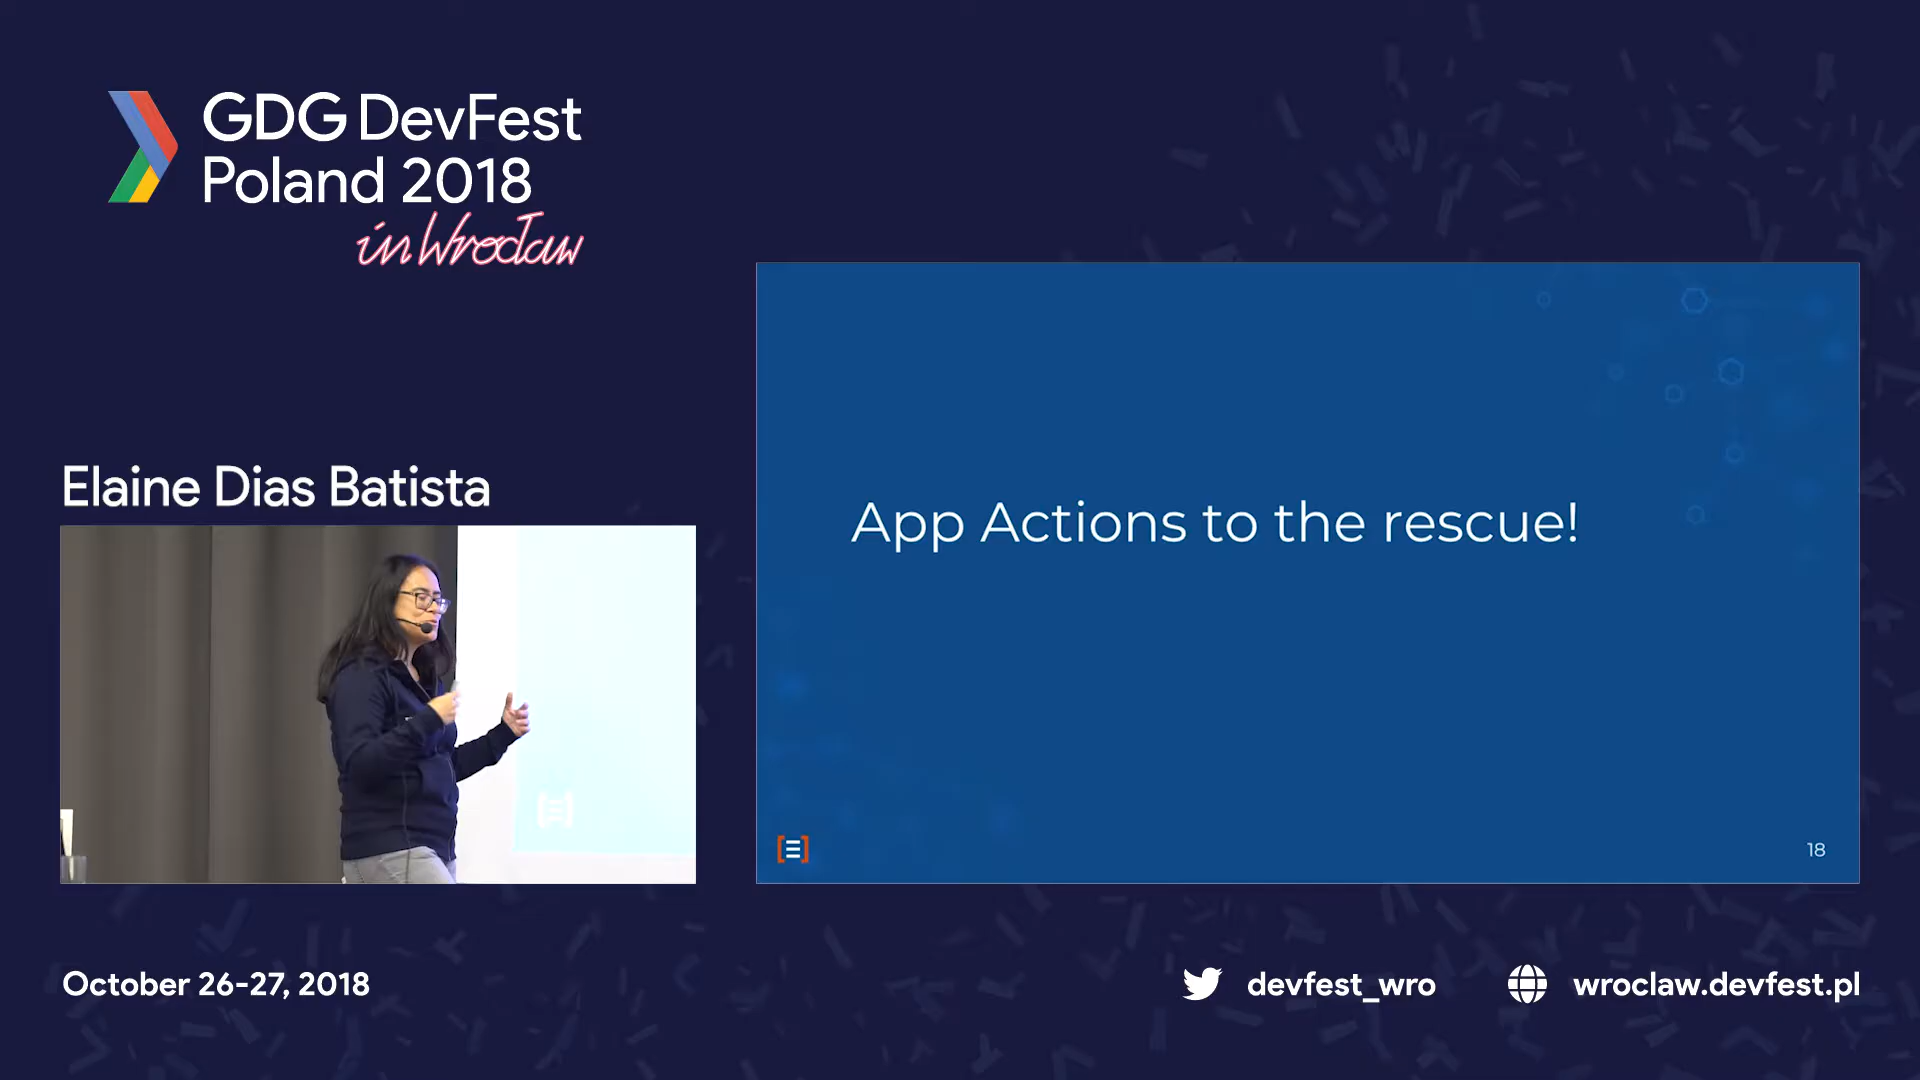 GDG DevFest
Poland 2018
in Wrocław
Elaine Dias Batista
App Actions to the rescue!
18
October 26-27, 2018
devfest_wro
wroclaw.devfest.pl